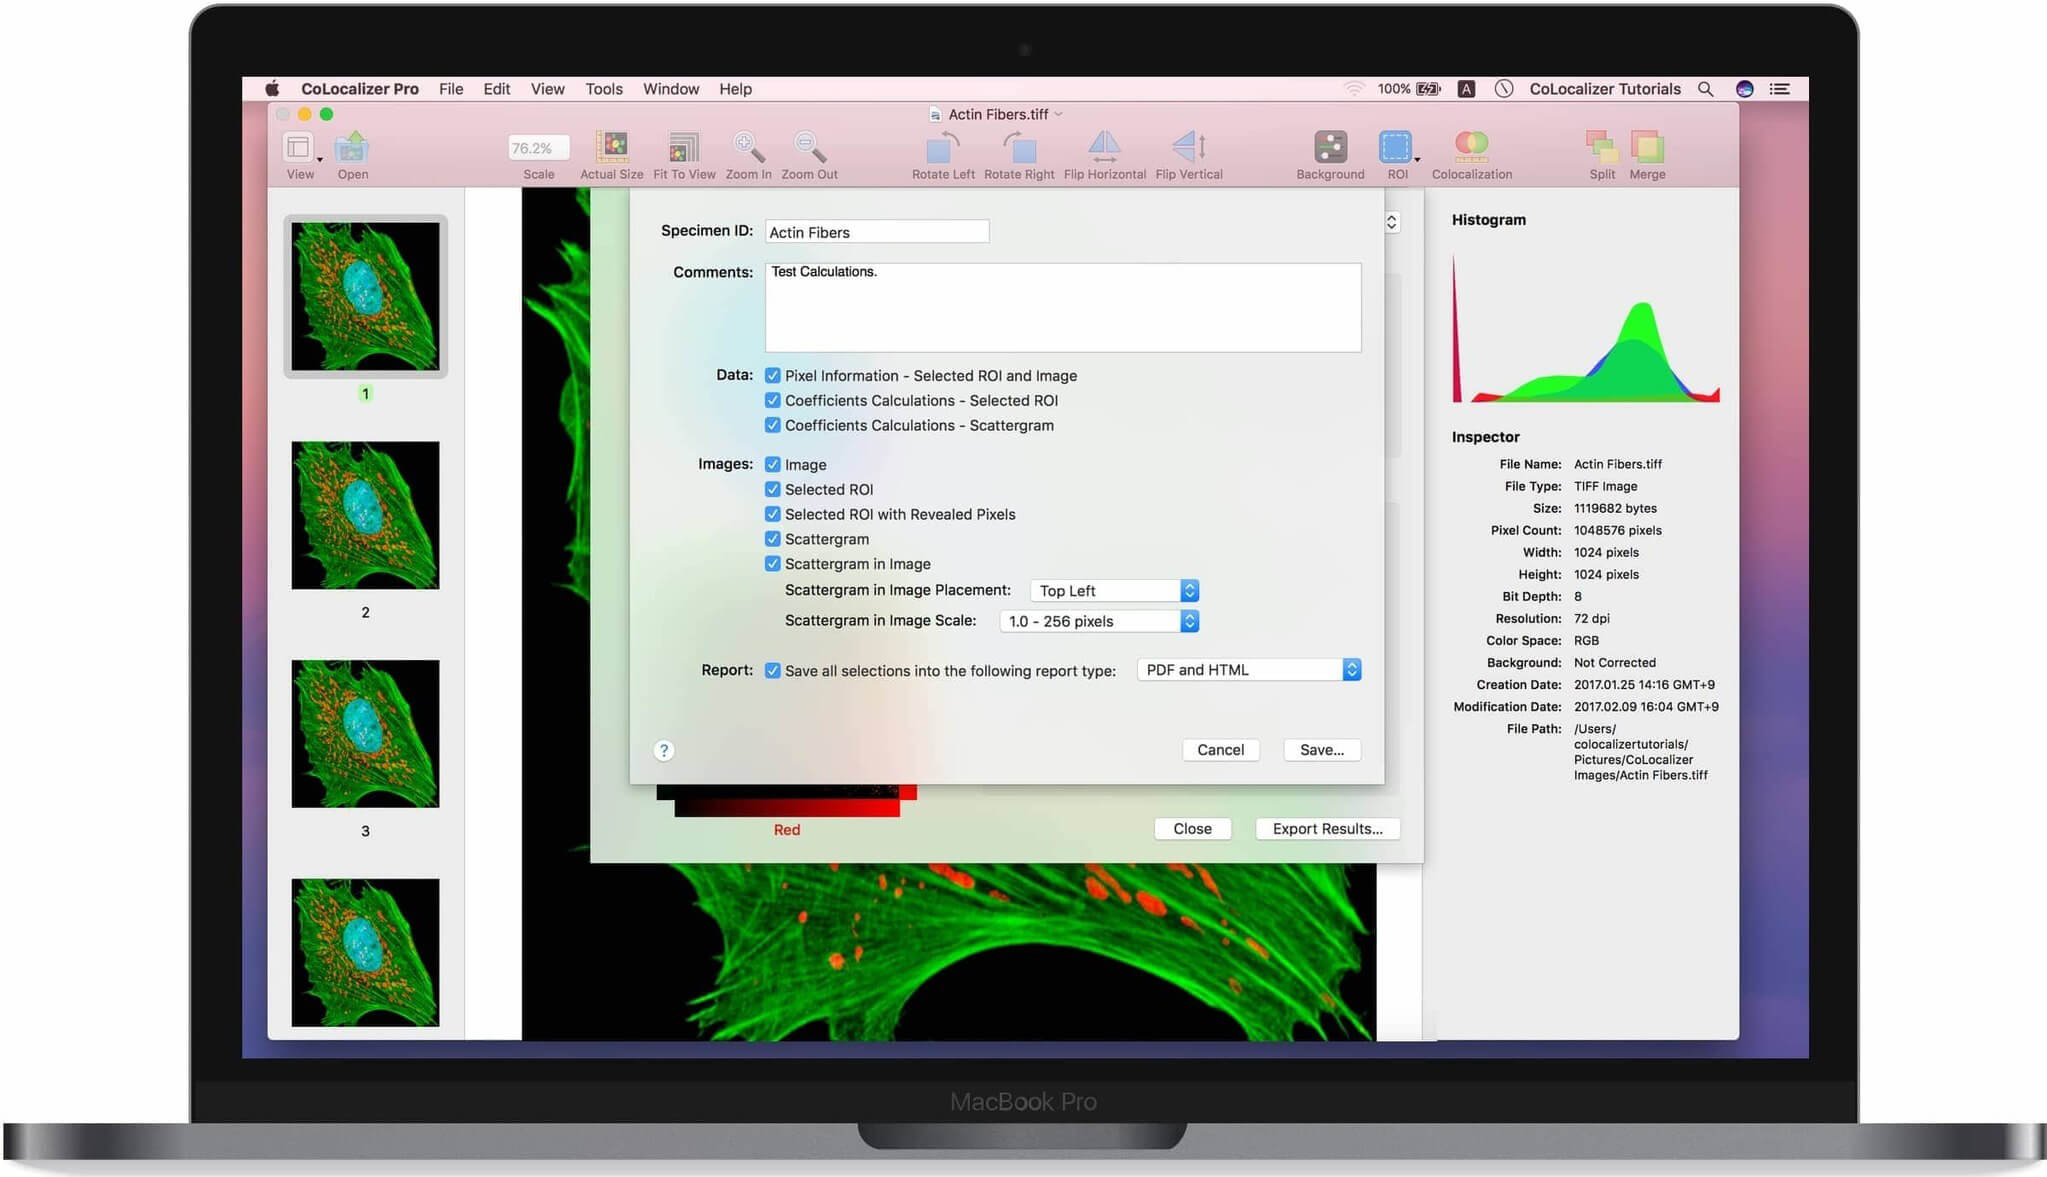 CoLocalizer Pro File Edit View Tools Window Help 100% A CoLocalizer Tutorials
Actin Fibers.tiff
76.2%
View Open Scale Actual Size Fit To View Zoom In Zoom Out Rotate Left Rotate Right Flip Horizontal Flip Vertical Background ROI Colocalization Split Merge
1
2
3
Specimen ID: Actin Fibers
Comments: Test Calculations.
Data: Pixel Information - Selected ROI and Image
Coefficients Calculations - Selected ROI
Coefficients Calculations - Scattergram
Images: Image
Selected ROI
Selected ROI with Revealed Pixels
Scattergram
Scattergram in Image
Scattergram in Image Placement: Top Left
Scattergram in Image Scale: 1.0 - 256 pixels
Report: Save all selections into the following report type: PDF and HTML
? Cancel Save...
Red
Close Export Results...
Histogram
Inspector
File Name: Actin Fibers.tiff
File Type: TIFF Image
Size: 1119682 bytes
Pixel Count: 1048576 pixels
Width: 1024 pixels
Height: 1024 pixels
Bit Depth: 8
Resolution: 72 dpi
Color Space: RGB
Background: Not Corrected
Creation Date: 2017.01.25 14:16 GMT+9
Modification Date: 2017.02.09 16:04 GMT+9
File Path: /Users/
colocalizertutorials/
Pictures/CoLocalizer
Images/Actin Fibers.tiff
MacBook Pro